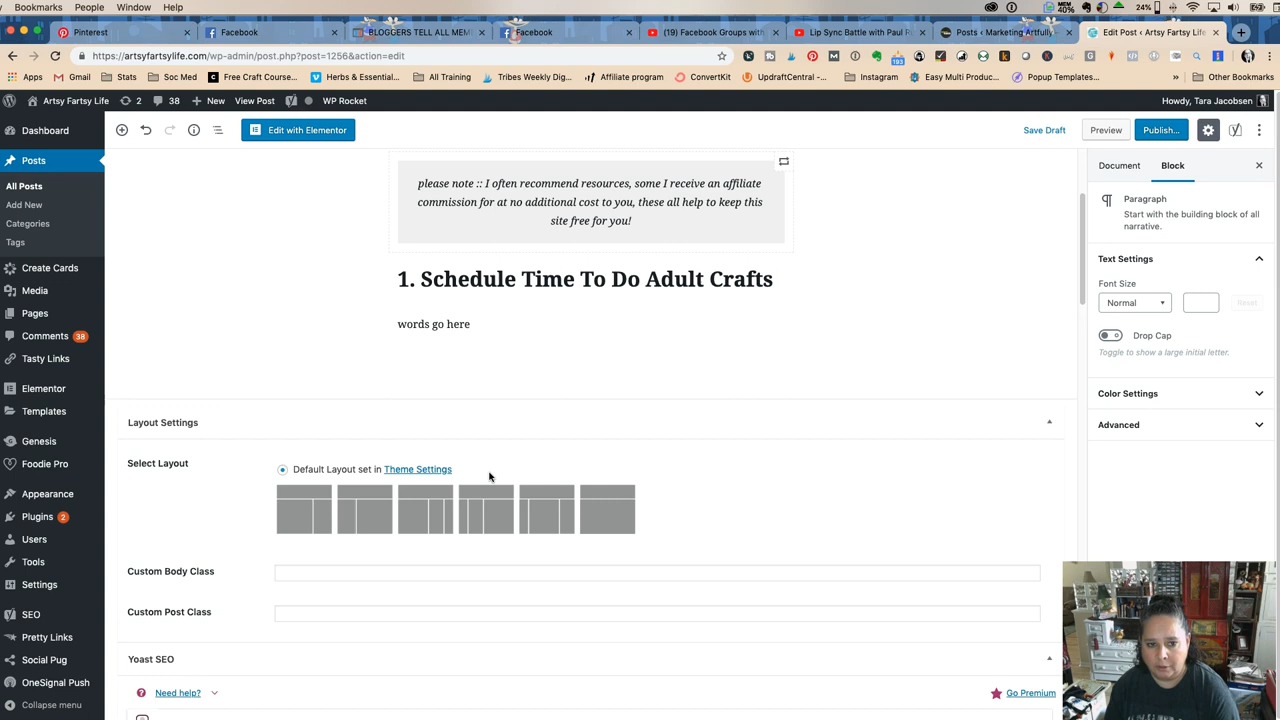 Bookmarks People Window Help
MEM 40% 24%
Pinterest Facebook BLOGGERS TELL ALL MEM Facebook (19) Facebook Groups with Lip Sync Battle with Paul R Posts ‹ Marketing Artfully Edit Post ‹ Artsy Fartsy Life
https://artsyfartsylife.com/wp-admin/post.php?post=1256&action=edit
193
Apps Gmail Stats Soc Med Free Craft Course... Herbs & Essential... All Training Tribes Weekly Dig... Affiliate program ConvertKit UpdraftCentral -... Instagram Easy Multi Produc... Popup Templates... » Other Bookmarks
Artsy Fartsy Life 2 38 + New View Post WP Rocket Howdy, Tara Jacobsen
Dashboard
Posts
All Posts
Add New
Categories
Tags
Create Cards
Media
Pages
Comments 38
Tasty Links
Elementor
Templates
Genesis
Foodie Pro
Appearance
Plugins 2
Users
Tools
Settings
SEO
Pretty Links
Social Pug
OneSignal Push
Collapse menu
Edit with Elementor Save Draft Preview Publish...
please note :: I often recommend resources, some I receive an affiliate
commission for at no additional cost to you, these all help to keep this
site free for you!
1. Schedule Time To Do Adult Crafts
words go here
Layout Settings
Select Layout Default Layout set in Theme Settings
Custom Body Class
Custom Post Class
Yoast SEO
Need help? Go Premium
Document Block
Paragraph
Start with the building block of all
narrative.
Text Settings
Font Size
Normal Reset
Drop Cap
Toggle to show a large initial letter.
Color Settings
Advanced